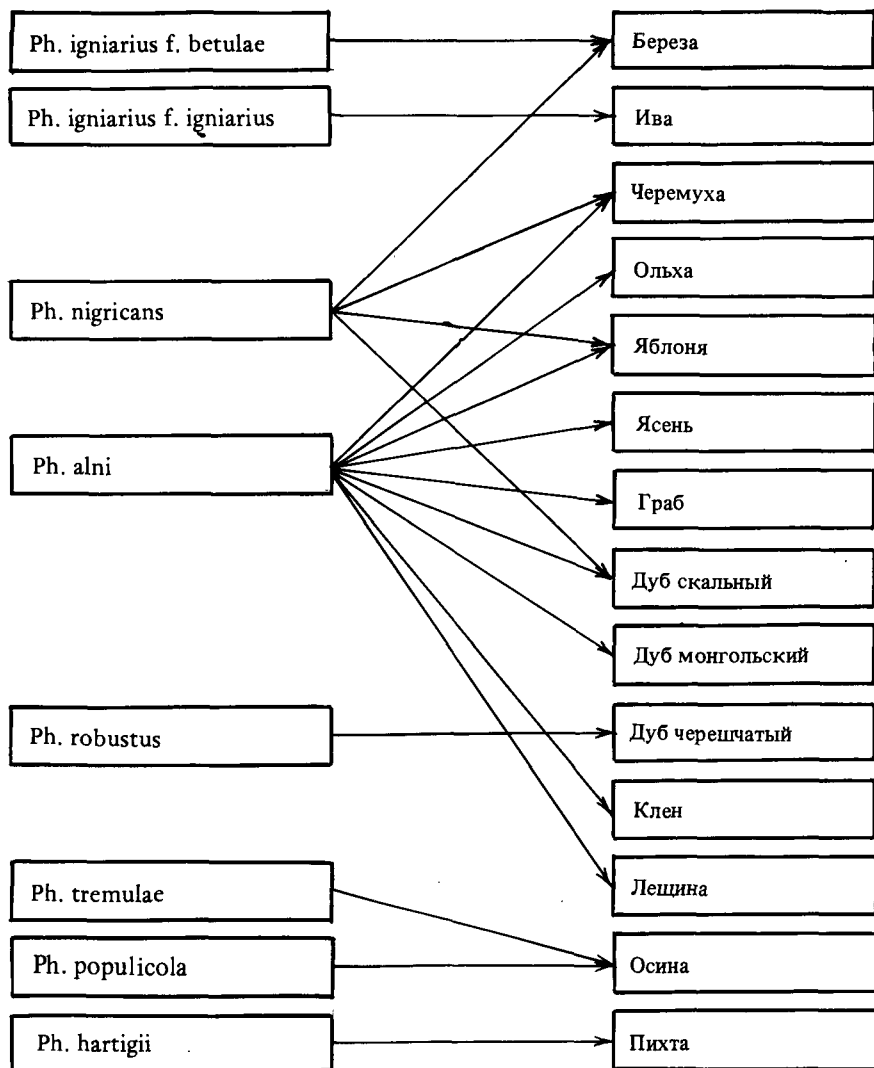 Ph. igniarius f. betulae
Береза
Ph. igniarius f. igniarius
Ива
Черемуха
Ольха
Ph. nigricans
Яблоня
Ясень
Ph. alni
Граб
Дуб скальный
Дуб монгольский
Ph. robustus
Дуб черешчатый
Клен
Ph. tremulae
Лещина
Ph. populicola
Осина
Ph. hartigii
Пихта